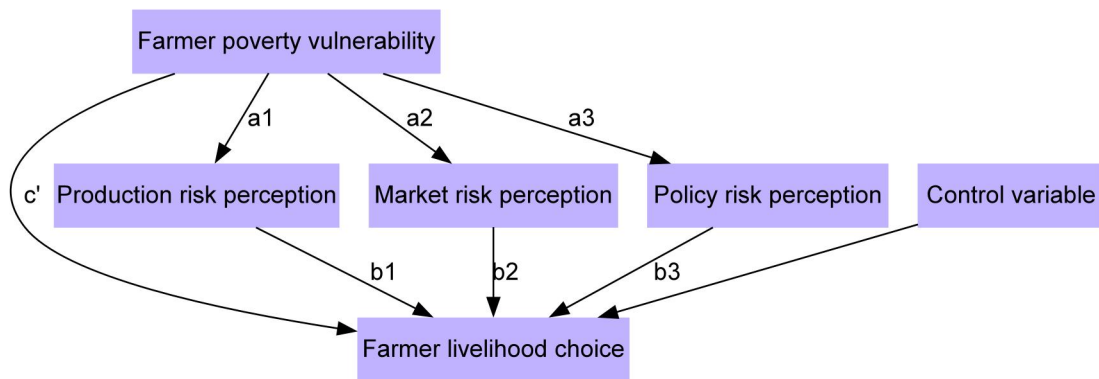 Farmer poverty vulnerability
a1
a2
a3
c'
Production risk perception
Market risk perception
Policy risk perception
Control variable
b1
b2
b3
Farmer livelihood choice